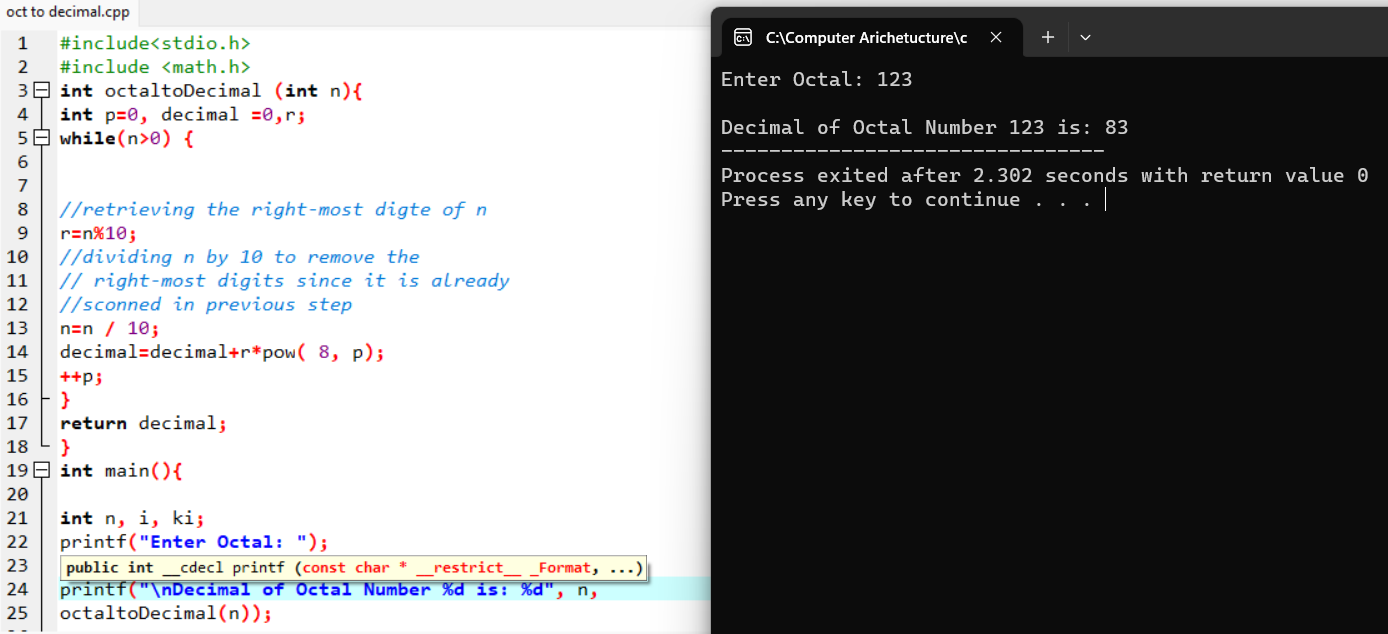 oct to decimal.cpp
1 #include<stdio.h>
2 #include <math.h>
3 int octaltoDecimal (int n){
4 int p=0, decimal =0,r;
5 while(n>0) {
6
7
8 //retrieving the right-most digte of n
9 r=n%10;
10 //dividing n by 10 to remove the
11 // right-most digits since it is already
12 //sconned in previous step
13 n=n / 10;
14 decimal=decimal+r*pow( 8, p);
15 ++p;
16 }
17 return decimal;
18 }
19 int main(){
20
21 int n, i, ki;
22 printf("Enter Octal: ");
23 public int __cdecl printf (const char * __restrict__ _Format, ...)
24 printf("\nDecimal of Octal Number %d is: %d", n,
25 octaltoDecimal(n));
C:\Computer Arichetucture\c
Enter Octal: 123
Decimal of Octal Number 123 is: 83
--------------------------------
Process exited after 2.302 seconds with return value 0
Press any key to continue . . .